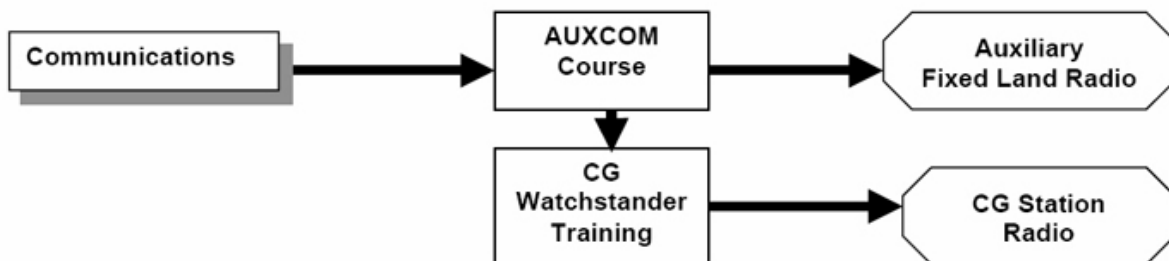 Communications
AUXCOM
Course
Auxiliary
Fixed Land Radio
CG
Watchstander
Training
CG Station
Radio